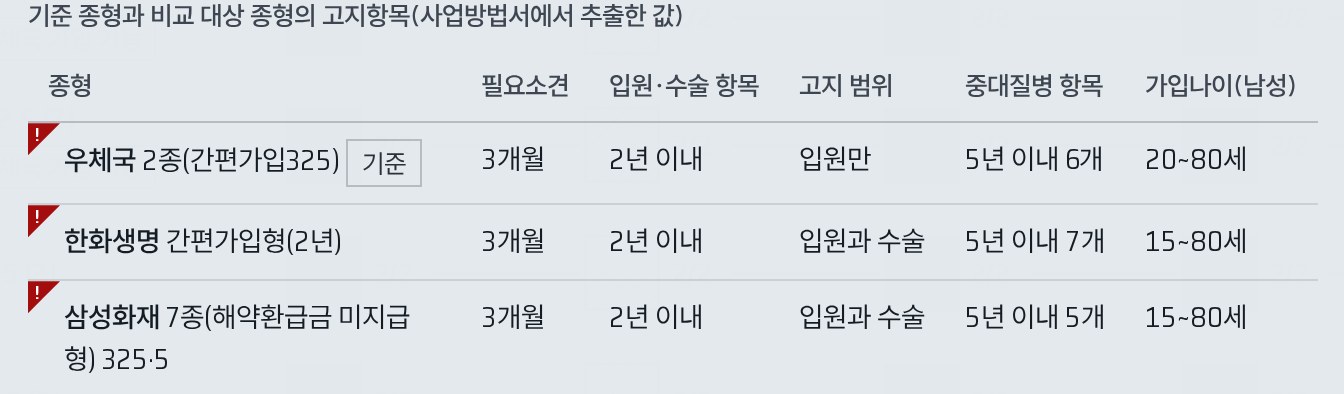 기준 종형과 비교 대상 종형의 고지항목(사업방법서에서 추출한 값)
종형 필요소견 입원·수술 항목 고지 범위 중대질병 항목 가입나이(남성)
! 우체국 2종(간편가입325) 기준 3개월 2년 이내 입원만 5년 이내 6개 20~80세
! 한화생명 간편가입형(2년) 3개월 2년 이내 입원과 수술 5년 이내 7개 15~80세
! 삼성화재 7종(해약환급금 미지급 3개월 2년 이내 입원과 수술 5년 이내 5개 15~80세
형) 325·5